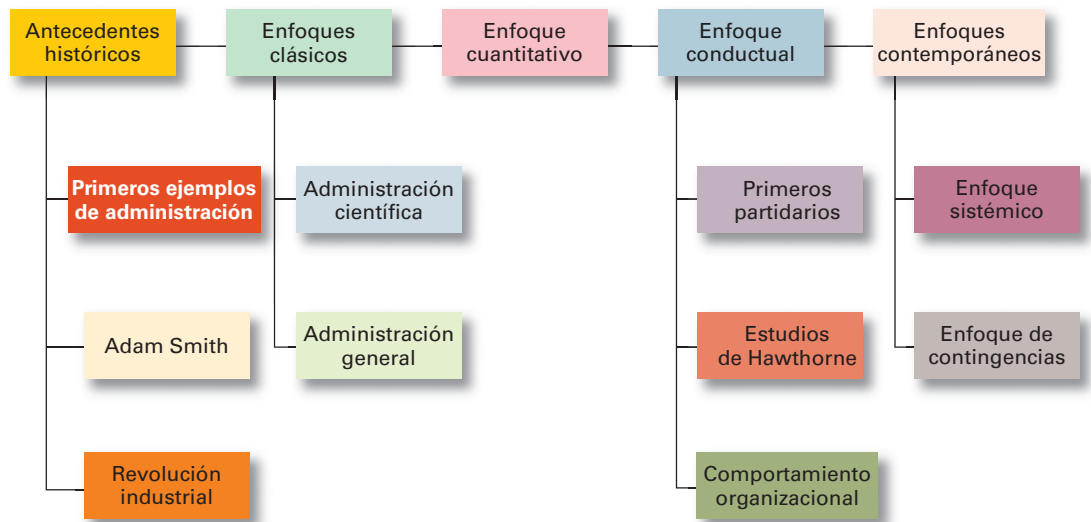 Antecedentes
históricos
Enfoques
clásicos
Enfoque
cuantitativo
Enfoque
conductual
Enfoques
contemporáneos
Primeros ejemplos
de administración
Administración
científica
Primeros
partidarios
Enfoque
sistémico
Adam Smith
Administración
general
Estudios
de Hawthorne
Enfoque de
contingencias
Revolución
industrial
Comportamiento
organizacional